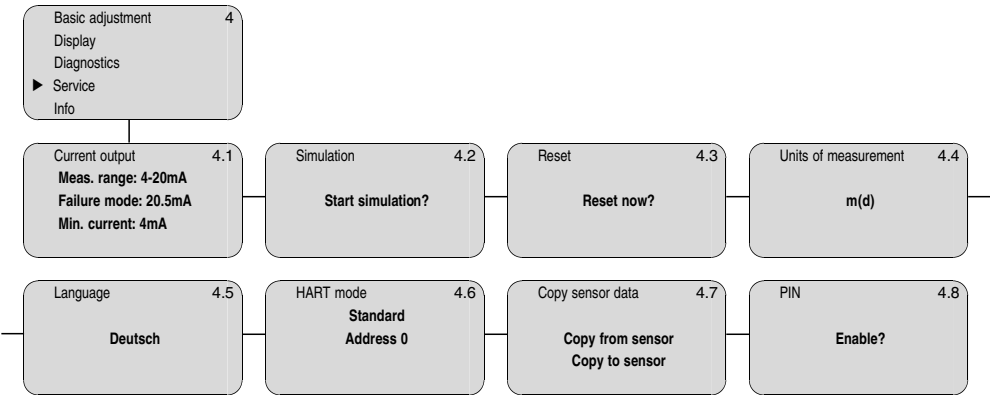 Basic adjustment 4
Display
Diagnostics
▶ Service
Info
Current output 4.1
Meas. range: 4-20mA
Failure mode: 20.5mA
Min. current: 4mA
Simulation 4.2
Start simulation?
Reset 4.3
Reset now?
Units of measurement 4.4
m(d)
Language 4.5
Deutsch
HART mode 4.6
Standard
Address 0
Copy sensor data 4.7
Copy from sensor
Copy to sensor
PIN 4.8
Enable?